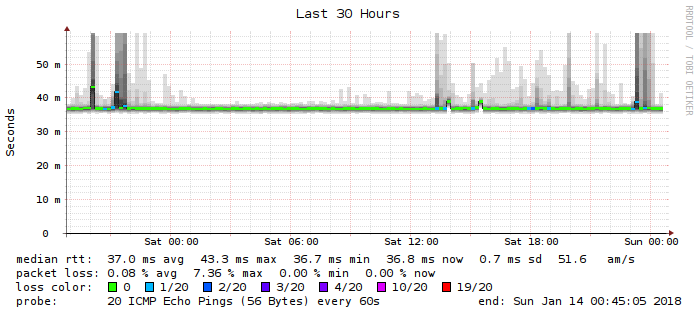 Last 30 Hours
RRDTOOL / TOBI OETIKER
Seconds
50 m
40 m
30 m
20 m
10 m
0
Sat 00:00 Sat 06:00 Sat 12:00 Sat 18:00 Sun 00:00
median rtt: 37.0 ms avg 43.3 ms max 36.7 ms min 36.8 ms now 0.7 ms sd 51.6 am/s
packet loss: 0.08 % avg 7.36 % max 0.00 % min 0.00 % now
loss color: 0 1/20 2/20 3/20 4/20 10/20 19/20
probe: 20 ICMP Echo Pings (56 Bytes) every 60s end: Sun Jan 14 00:45:05 2018